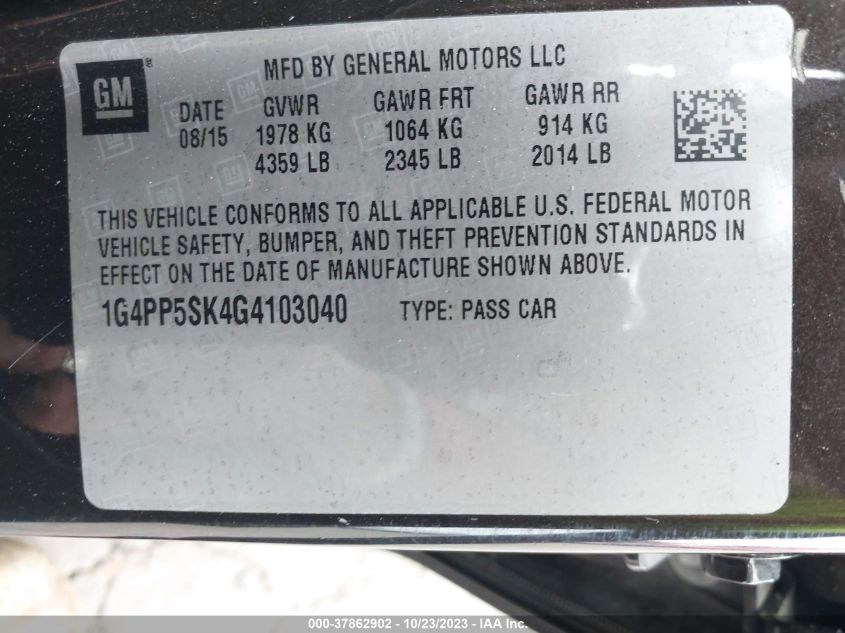 GM
MFD BY GENERAL MOTORS LLC
DATE GVWR GAWR FRT GAWR RR
08/15 1978 KG 1064 KG 914 KG
4359 LB 2345 LB 2014 LB
THIS VEHICLE CONFORMS TO ALL APPLICABLE U.S. FEDERAL MOTOR
VEHICLE SAFETY, BUMPER, AND THEFT PREVENTION STANDARDS IN
EFFECT ON THE DATE OF MANUFACTURE SHOWN ABOVE.
1G4PP5SK4G4103040 TYPE: PASS CAR
000-37862902 - 10/23/2023 - IAA Inc.